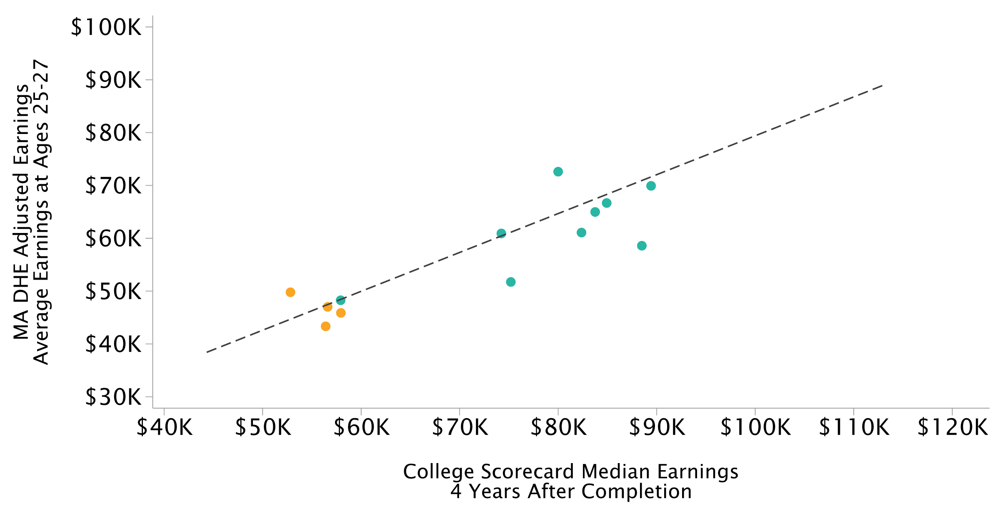 MA DHE Adjusted Earnings
Average Earnings at Ages 25-27
$100K
$90K
$80K
$70K
$60K
$50K
$40K
$30K
$40K
$50K
$60K
$70K
$80K
$90K
$100K
$110K
$120K
College Scorecard Median Earnings
4 Years After Completion